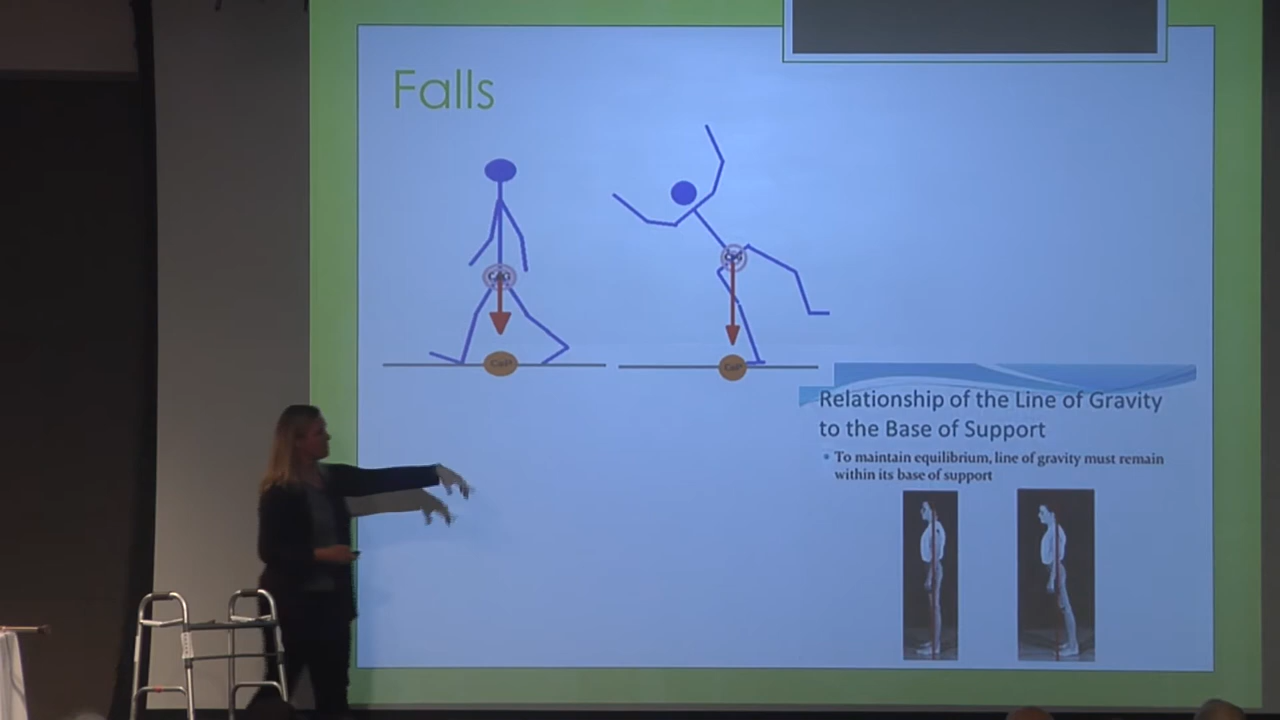 Falls
Relationship of the Line of Gravity
to the Base of Support
• To maintain equilibrium, line of gravity must remain
within its base of support